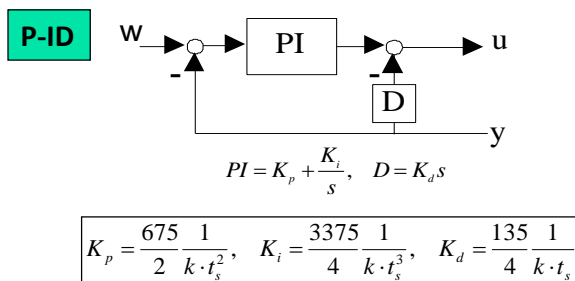 P-ID
w
PI
u
-
-
D
y
PI = K_p + K_i/s, D = K_d s
K_p = 675/2 1/(k · t_s^2), K_i = 3375/4 1/(k · t_s^3), K_d = 135/4 1/(k · t_s)